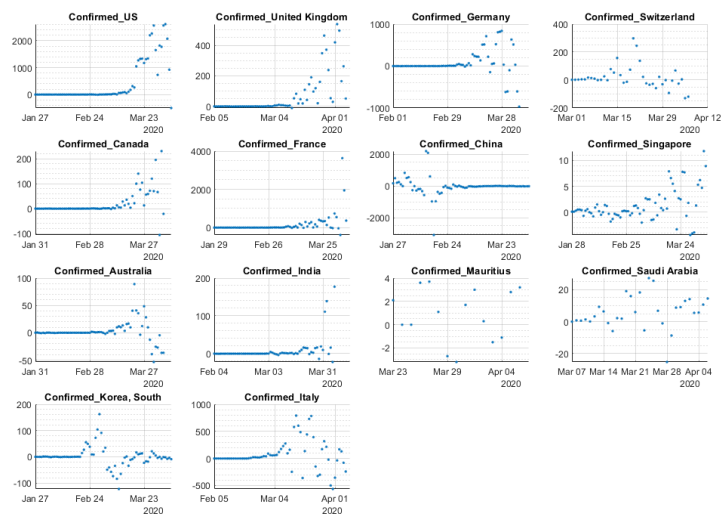 Confirmed_US
2000
1000
0
Jan 27
Feb 24
Mar 23
2020
Confirmed_United Kingdom
400
200
0
Feb 05
Mar 04
Apr 01
2020
Confirmed_Germany
1000
0
-1000
Feb 01
Feb 29
Mar 28
2020
Confirmed_Switzerland
400
200
0
-200
Mar 01
Mar 15
Mar 29
Apr 12
2020
Confirmed_Canada
200
100
0
-100
Jan 31
Feb 28
Mar 27
2020
Confirmed_France
4000
2000
0
Jan 29
Feb 26
Mar 25
2020
Confirmed_China
2000
0
-2000
Jan 27
Feb 24
Mar 23
2020
Confirmed_Singapore
10
5
0
Jan 28
Feb 25
Mar 24
2020
Confirmed_Australia
100
50
0
-50
Jan 31
Feb 28
Mar 27
2020
Confirmed_India
200
100
0
Feb 04
Mar 03
Mar 31
2020
Confirmed_Mauritius
4
2
0
-2
Mar 23
Mar 29
Apr 04
2020
Confirmed_Saudi Arabia
20
0
-20
Mar 07
Mar 14
Mar 21
Mar 28
Apr 04
2020
Confirmed_Korea, South
200
100
0
-100
Jan 27
Feb 24
Mar 23
2020
Confirmed_Italy
1000
500
0
-500
Feb 05
Mar 04
Apr 01
2020